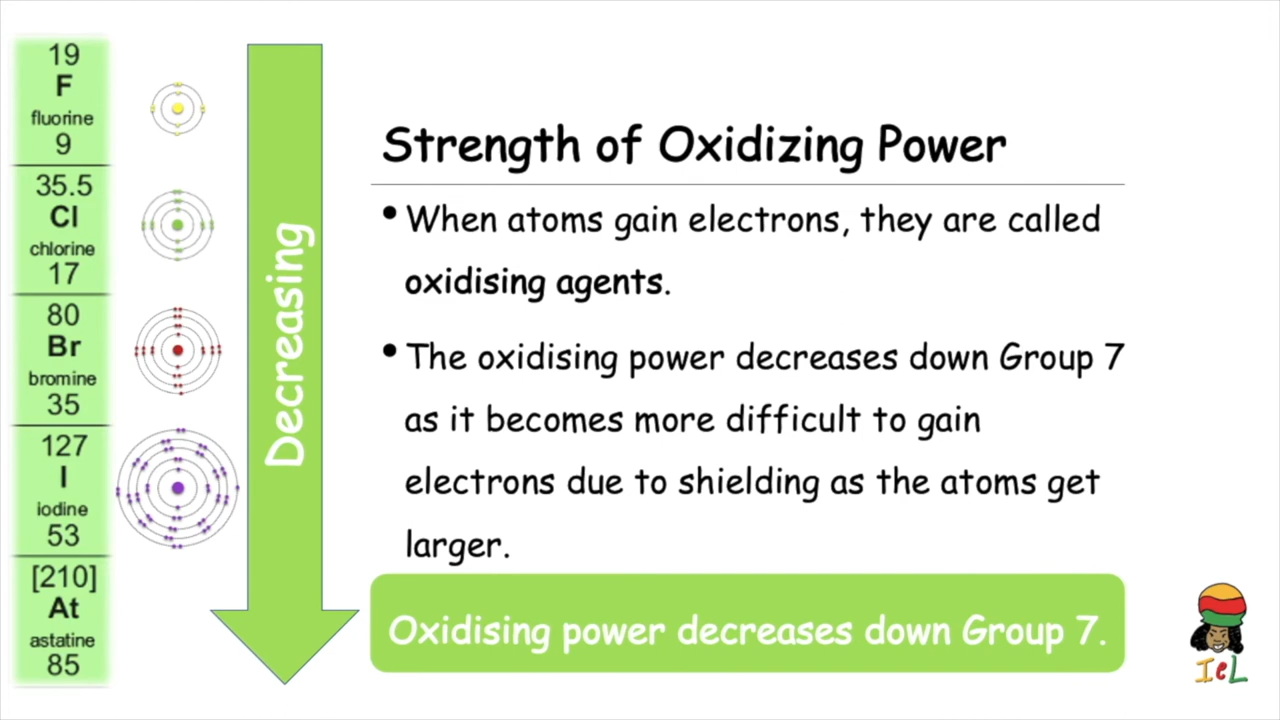 19
F
fluorine
9
35.5
Cl
chlorine
17
80
Br
bromine
35
127
I
iodine
53
[210]
At
astatine
85
Decreasing
Strength of Oxidizing Power
• When atoms gain electrons, they are called
oxidising agents.
• The oxidising power decreases down Group 7
as it becomes more difficult to gain
electrons due to shielding as the atoms get
larger.
Oxidising power decreases down Group 7.
IeL